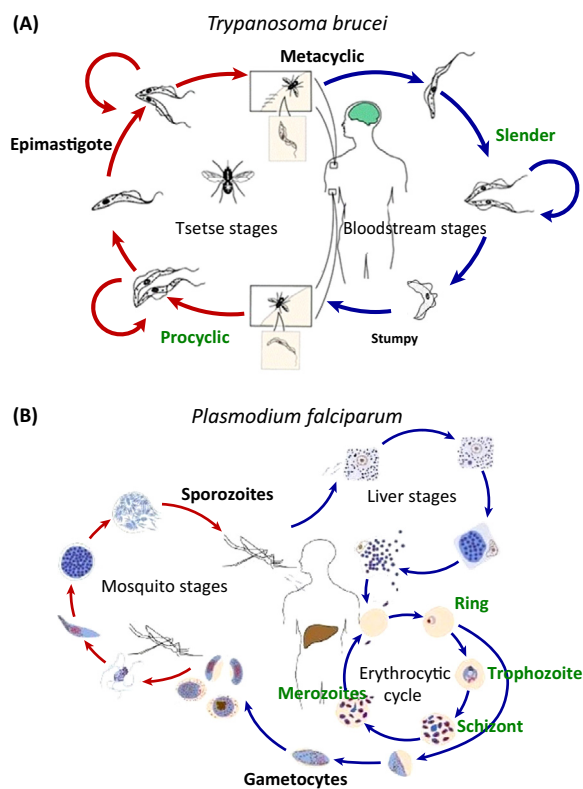 (A)
Trypanosoma brucei
Metacyclic
Slender
Epimastigote
Tsetse stages
Bloodstream stages
Procyclic
Stumpy
(B)
Plasmodium falciparum
Sporozoites
Liver stages
Mosquito stages
Ring
Erythrocytic
cycle
Trophozoite
Merozoites
Schizont
Gametocytes